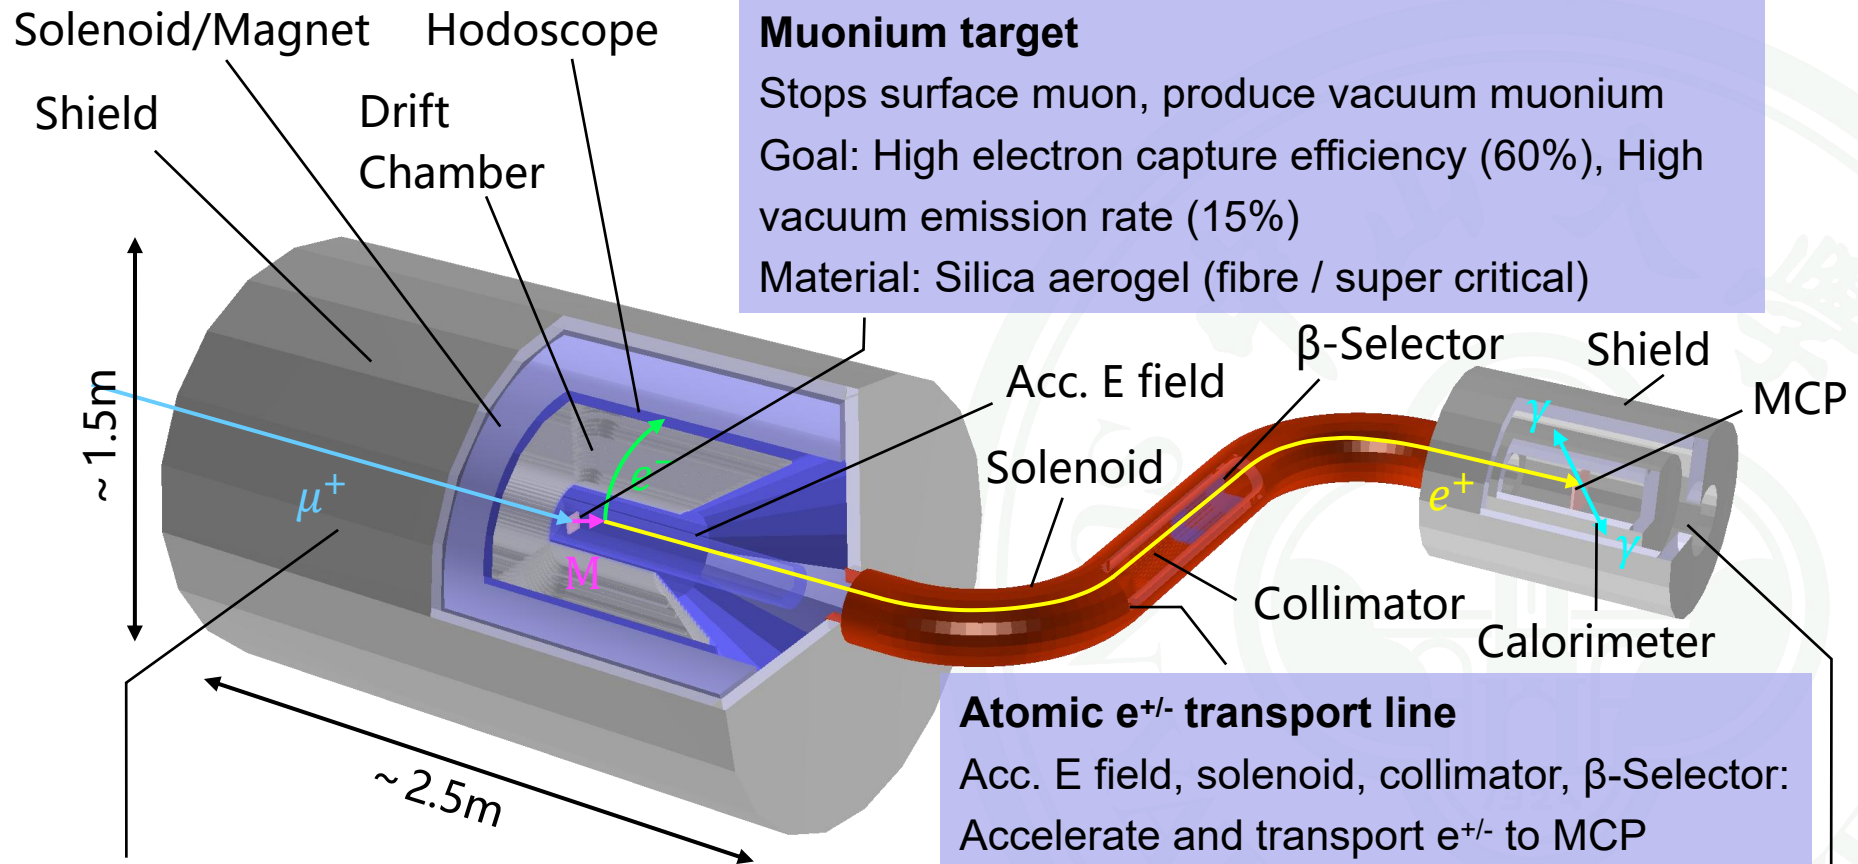 Solenoid/Magnet
Hodoscope
Shield
Drift
Chamber
Muonium target
Stops surface muon, produce vacuum muonium
Goal: High electron capture efficiency (60%), High
vacuum emission rate (15%)
Material: Silica aerogel (fibre / super critical)
~ 1.5m
μ⁺
e⁻
M
Acc. E field
β-Selector
Shield
MCP
Solenoid
γ
e⁺
γ
Collimator
Calorimeter
~ 2.5m
Atomic e⁺/⁻ transport line
Acc. E field, solenoid, collimator, β-Selector:
Accelerate and transport e⁺/⁻ to MCP